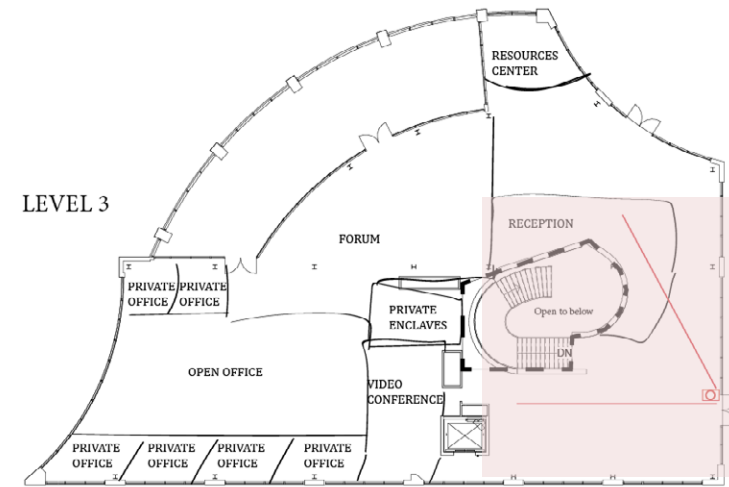 RESOURCES
CENTER
LEVEL 3
RECEPTION
FORUM
PRIVATE
OFFICE
PRIVATE
OFFICE
PRIVATE
ENCLAVES
Open to below
DN
OPEN OFFICE
VIDEO
CONFERENCE
PRIVATE
OFFICE
PRIVATE
OFFICE
PRIVATE
OFFICE
PRIVATE
OFFICE